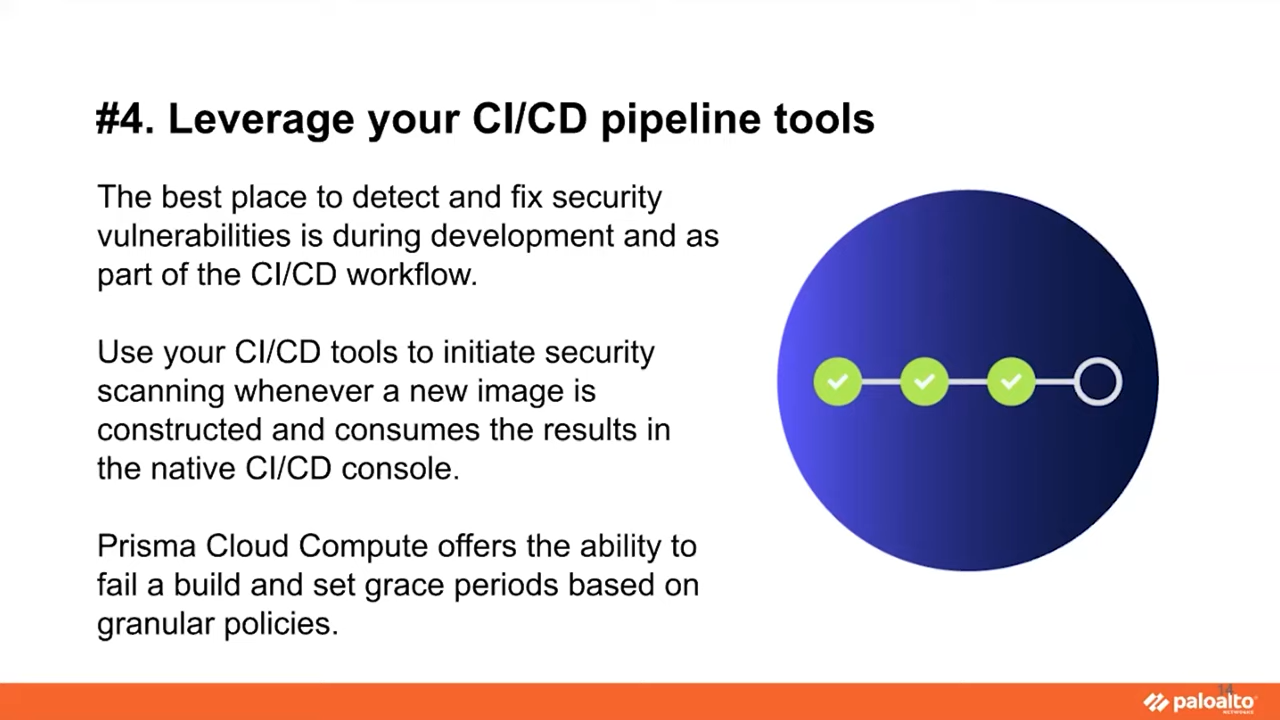 #4. Leverage your CI/CD pipeline tools
The best place to detect and fix security
vulnerabilities is during development and as
part of the CI/CD workflow.
Use your CI/CD tools to initiate security
scanning whenever a new image is
constructed and consumes the results in
the native CI/CD console.
Prisma Cloud Compute offers the ability to
fail a build and set grace periods based on
granular policies.
14
paloalto
NETWORKS